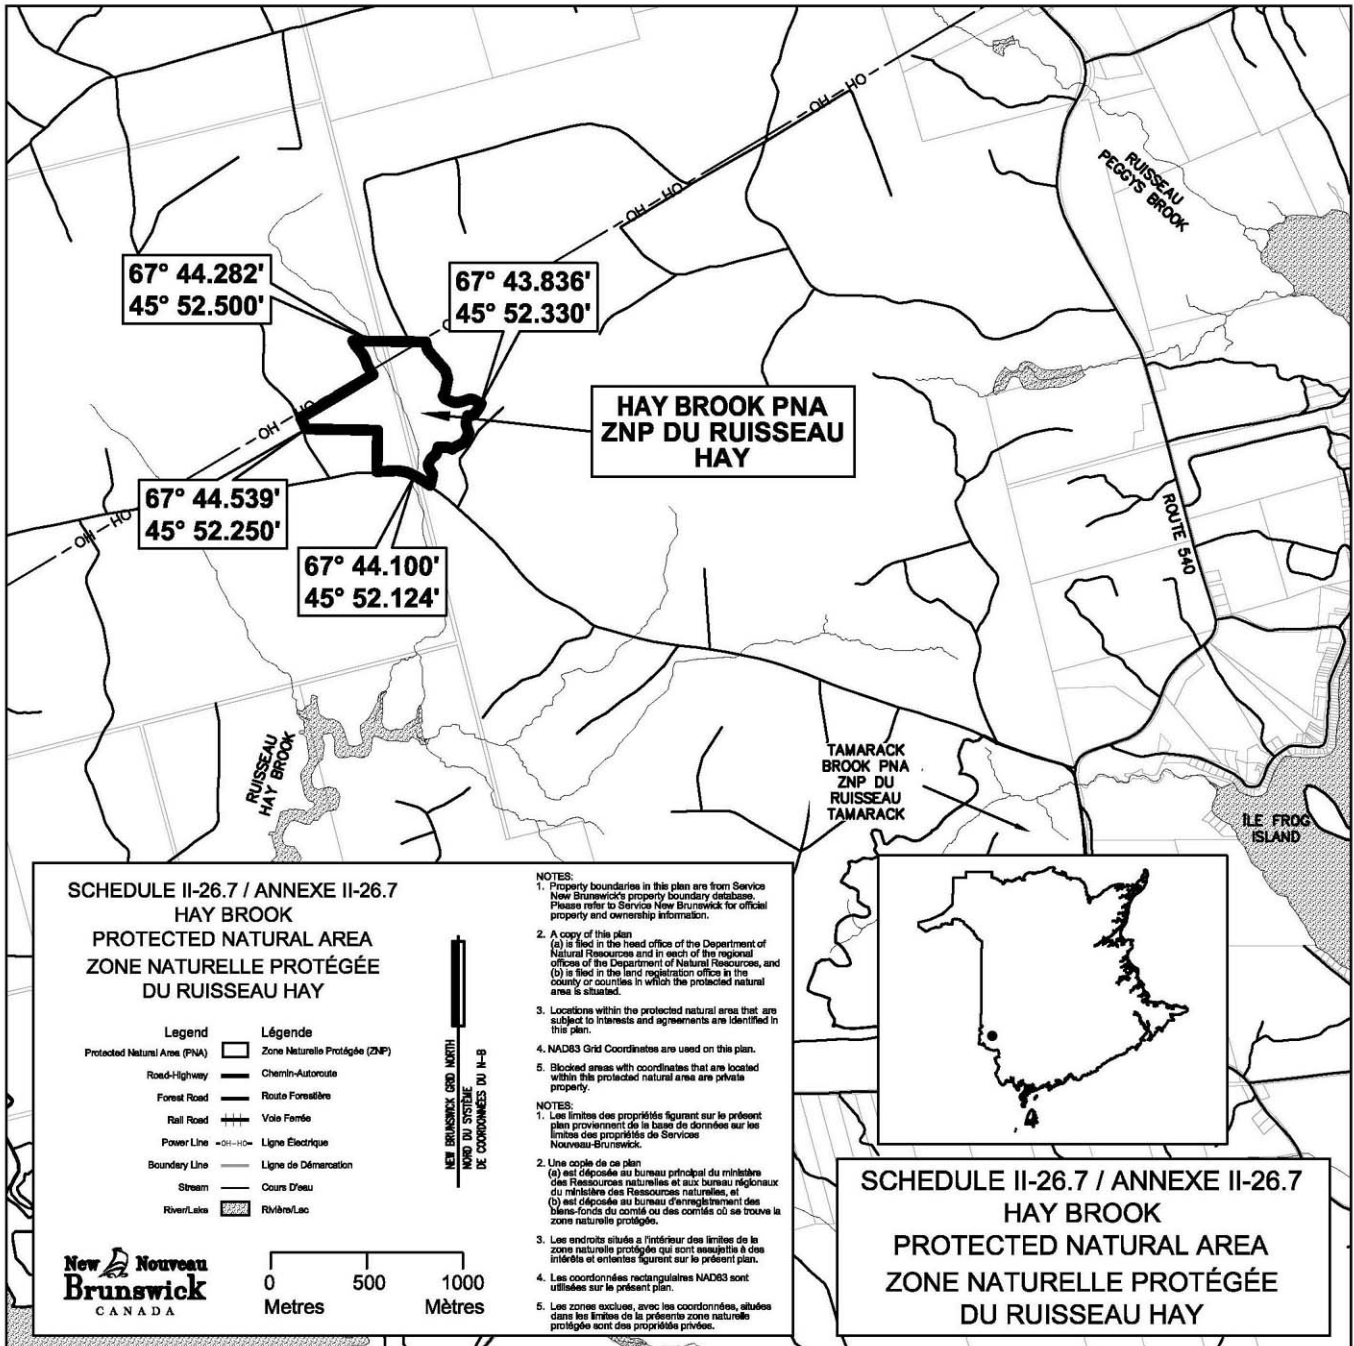 OH—HO
RUISSEAU
PEGGYS BROOK
OH—HO
67° 44.282'
45° 52.500'
67° 43.836'
45° 52.330'
HAY BROOK PNA
ZNP DU RUISSEAU
HAY
OH—HO
67° 44.539'
45° 52.250'
OH—HO
67° 44.100'
45° 52.124'
ROUTE 540
RUISSEAU
HAY BROOK
TAMARACK
BROOK PNA
ZNP DU
RUISSEAU
TAMARACK
ÎLE FROG
ISLAND
SCHEDULE II-26.7 / ANNEXE II-26.7
HAY BROOK
PROTECTED NATURAL AREA
ZONE NATURELLE PROTÉGÉE
DU RUISSEAU HAY
Legend Légende
Protected Natural Area (PNA) Zone Naturelle Protégée (ZNP)
Road-Highway Chemin-Autoroute
Forest Road Route Forestière
Rail Road Voie Ferrée
Power Line -OH-HO- Ligne Électrique
Boundary Line Ligne de Démarcation
Stream Cours D'eau
River/Lake Rivière/Lac
NEW BRUNSWICK GRID NORTH
NORD DU SYSTÈME
DE COORDONNÉES DU N-B
New Nouveau
Brunswick
CANADA
0 500 1000
Metres Mètres
NOTES:
1. Property boundaries in this plan are from Service
New Brunswick's property boundary database.
Please refer to Service New Brunswick for official
property and ownership information.
2. A copy of this plan
(a) is filed in the head office of the Department of
Natural Resources and in each of the regional
offices of the Department of Natural Resources, and
(b) is filed in the land registration office in the
county or counties in which the protected natural
area is situated.
3. Locations within the protected natural area that are
subject to interests and agreements are identified in
this plan.
4. NAD83 Grid Coordinates are used on this plan.
5. Blocked areas with coordinates that are located
within this protected natural area are private
property.
NOTES:
1. Les limites des propriétés figurant sur le présent
plan proviennent de la base de données sur les
limites des propriétés de Services
Nouveau-Brunswick.
2. Une copie de ce plan
(a) est déposée au bureau principal du ministère
des Ressources naturelles et aux bureau régionaux
du ministère des Ressources naturelles, et
(b) est déposée au bureau d'enregistrement des
biens-fonds du comté ou des comtés où se trouve la
zone naturelle protégée.
3. Les endroits situés a l'intérieur des limites de la
zone naturelle protégée qui sont assujettis à des
intérêts et ententes figurent sur le présent plan.
4. Les coordonnées rectangulaires NAD83 sont
utilisées sur le présent plan.
5. Les zones exclues, avec les coordonnées, situées
dans les limites de la présente zone naturelle
protégée sont des propriétés privées.
SCHEDULE II-26.7 / ANNEXE II-26.7
HAY BROOK
PROTECTED NATURAL AREA
ZONE NATURELLE PROTÉGÉE
DU RUISSEAU HAY